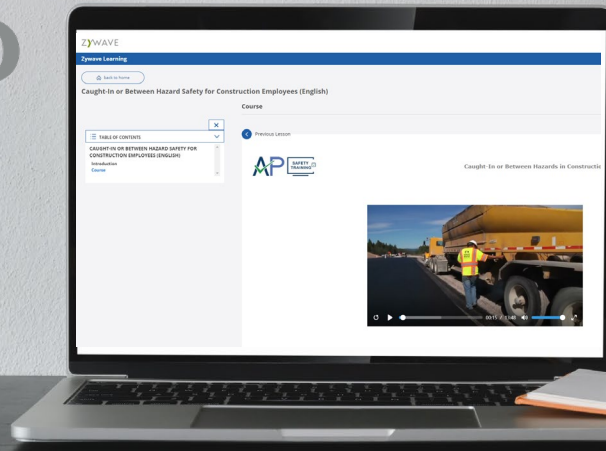 ZYWAVE
Zywave Learning
back to home
Caught-In or Between Hazard Safety for Construction Employees (English)
Course
TABLE OF CONTENTS
CAUGHT-IN OR BETWEEN HAZARD SAFETY FOR
CONSTRUCTION EMPLOYEES (ENGLISH)
Introduction
Course
Previous Lesson
AP SAFETY
TRAINING
Caught-In or Between Hazards in Constructio
00:15 / 13:48